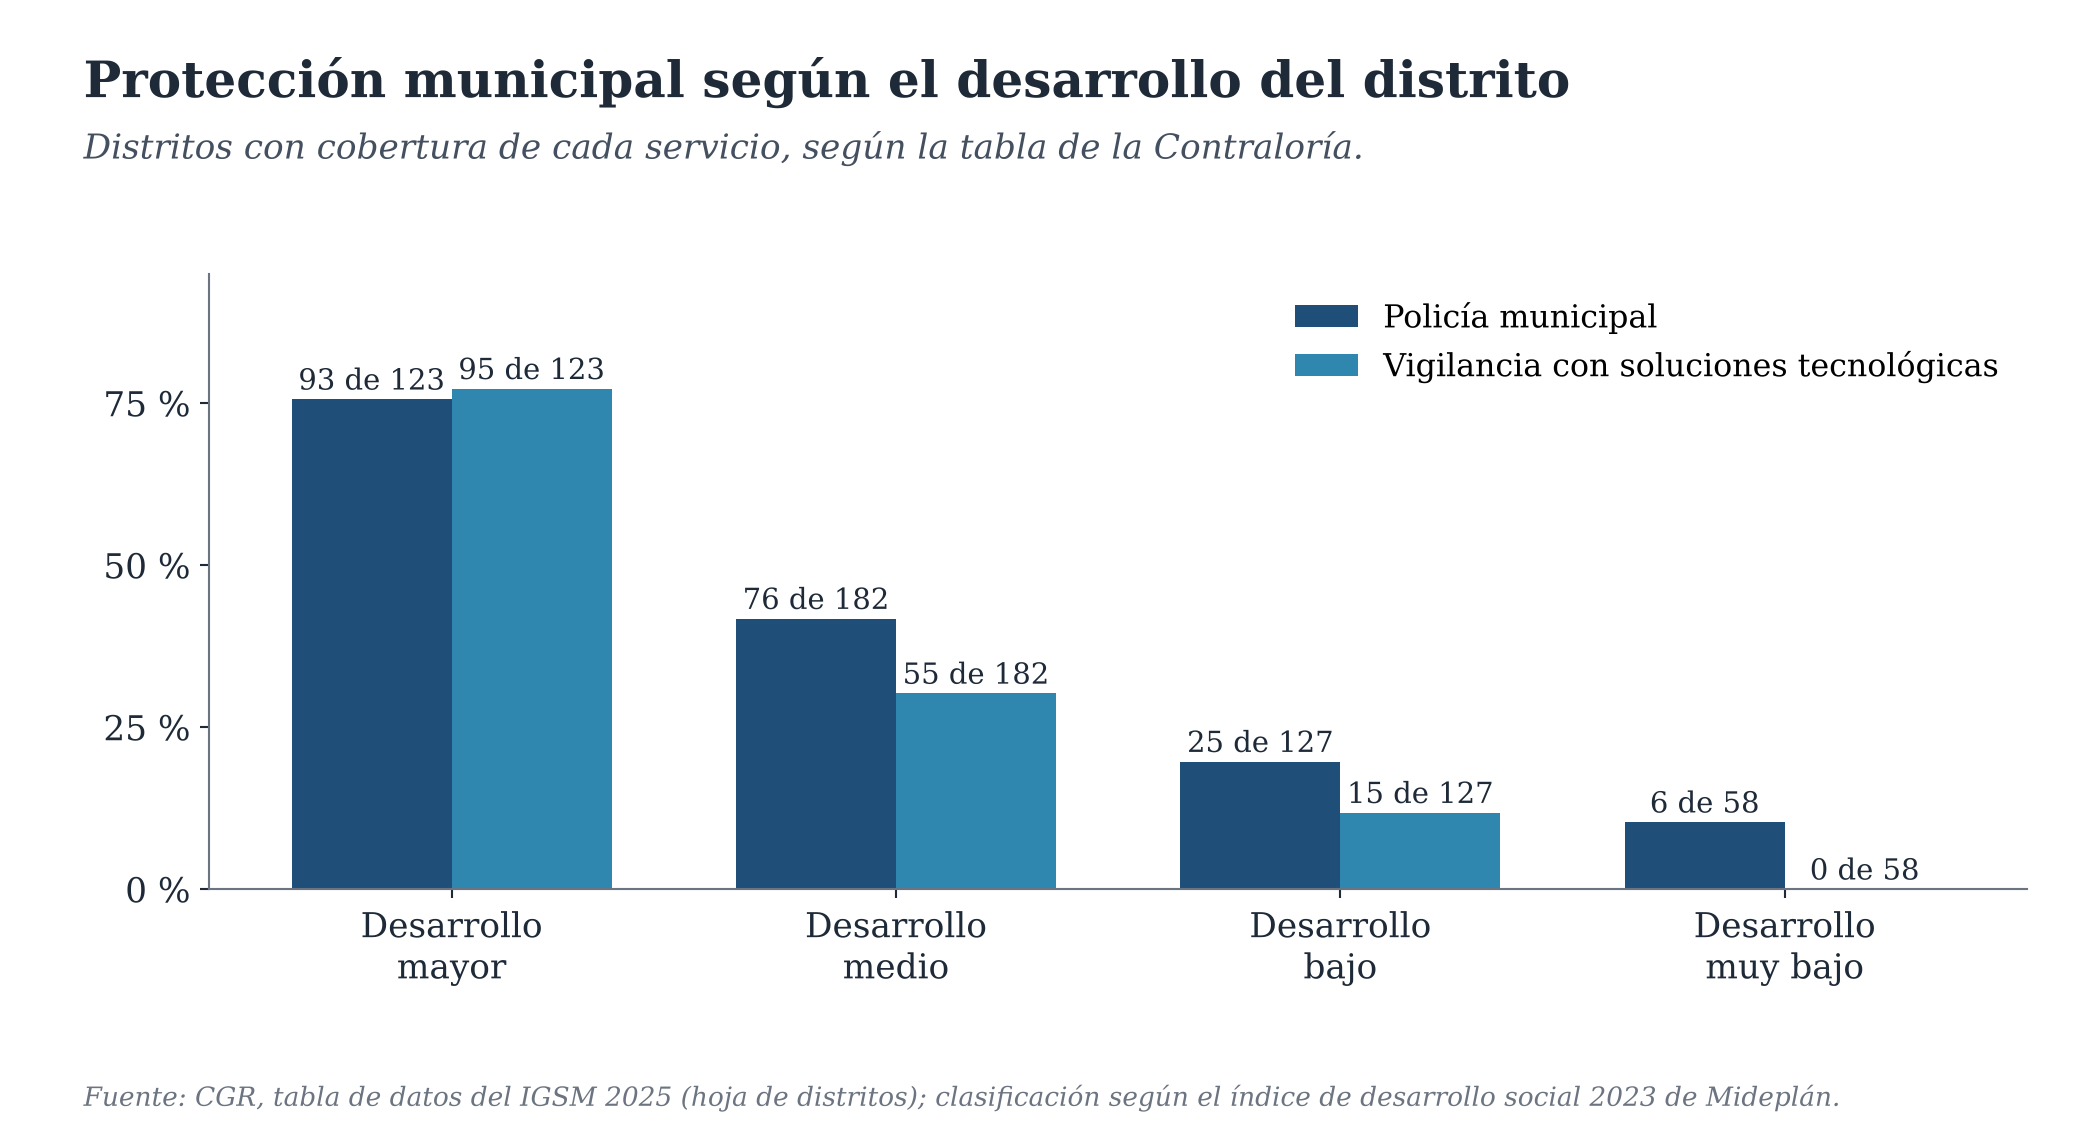 Protección municipal según el desarrollo del distrito
Distritos con cobertura de cada servicio, según la tabla de la Contraloría.
Policía municipal
Vigilancia con soluciones tecnológicas
75 %
50 %
25 %
0 %
93 de 123
95 de 123
76 de 182
55 de 182
25 de 127
15 de 127
6 de 58
0 de 58
Desarrollo
mayor
Desarrollo
medio
Desarrollo
bajo
Desarrollo
muy bajo
Fuente: CGR, tabla de datos del IGSM 2025 (hoja de distritos); clasificación según el índice de desarrollo social 2023 de Mideplán.